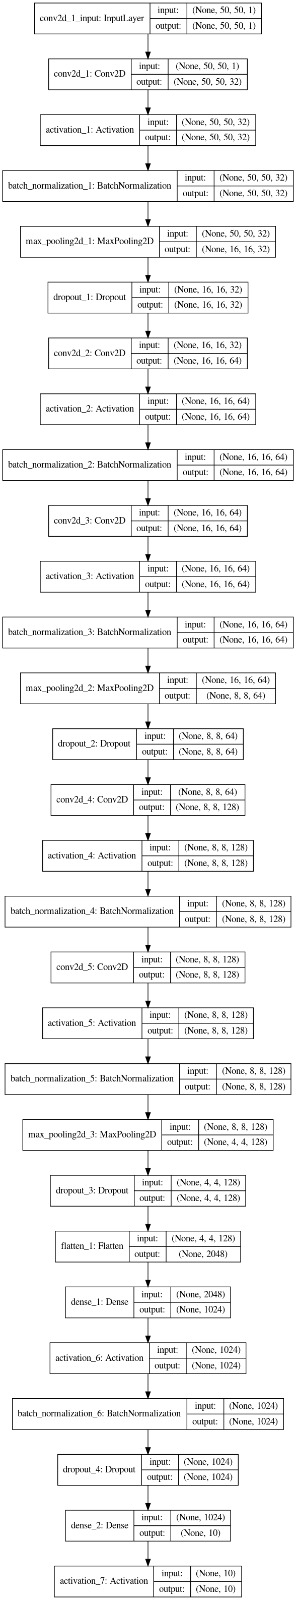 conv2d_1_input: InputLayer input: (None, 50, 50, 1)
output: (None, 50, 50, 1)
conv2d_1: Conv2D input: (None, 50, 50, 1)
output: (None, 50, 50, 32)
activation_1: Activation input: (None, 50, 50, 32)
output: (None, 50, 50, 32)
batch_normalization_1: BatchNormalization input: (None, 50, 50, 32)
output: (None, 50, 50, 32)
max_pooling2d_1: MaxPooling2D input: (None, 50, 50, 32)
output: (None, 16, 16, 32)
dropout_1: Dropout input: (None, 16, 16, 32)
output: (None, 16, 16, 32)
conv2d_2: Conv2D input: (None, 16, 16, 32)
output: (None, 16, 16, 64)
activation_2: Activation input: (None, 16, 16, 64)
output: (None, 16, 16, 64)
batch_normalization_2: BatchNormalization input: (None, 16, 16, 64)
output: (None, 16, 16, 64)
conv2d_3: Conv2D input: (None, 16, 16, 64)
output: (None, 16, 16, 64)
activation_3: Activation input: (None, 16, 16, 64)
output: (None, 16, 16, 64)
batch_normalization_3: BatchNormalization input: (None, 16, 16, 64)
output: (None, 16, 16, 64)
max_pooling2d_2: MaxPooling2D input: (None, 16, 16, 64)
output: (None, 8, 8, 64)
dropout_2: Dropout input: (None, 8, 8, 64)
output: (None, 8, 8, 64)
conv2d_4: Conv2D input: (None, 8, 8, 64)
output: (None, 8, 8, 128)
activation_4: Activation input: (None, 8, 8, 128)
output: (None, 8, 8, 128)
batch_normalization_4: BatchNormalization input: (None, 8, 8, 128)
output: (None, 8, 8, 128)
conv2d_5: Conv2D input: (None, 8, 8, 128)
output: (None, 8, 8, 128)
activation_5: Activation input: (None, 8, 8, 128)
output: (None, 8, 8, 128)
batch_normalization_5: BatchNormalization input: (None, 8, 8, 128)
output: (None, 8, 8, 128)
max_pooling2d_3: MaxPooling2D input: (None, 8, 8, 128)
output: (None, 4, 4, 128)
dropout_3: Dropout input: (None, 4, 4, 128)
output: (None, 4, 4, 128)
flatten_1: Flatten input: (None, 4, 4, 128)
output: (None, 2048)
dense_1: Dense input: (None, 2048)
output: (None, 1024)
activation_6: Activation input: (None, 1024)
output: (None, 1024)
batch_normalization_6: BatchNormalization input: (None, 1024)
output: (None, 1024)
dropout_4: Dropout input: (None, 1024)
output: (None, 1024)
dense_2: Dense input: (None, 1024)
output: (None, 10)
activation_7: Activation input: (None, 10)
output: (None, 10)